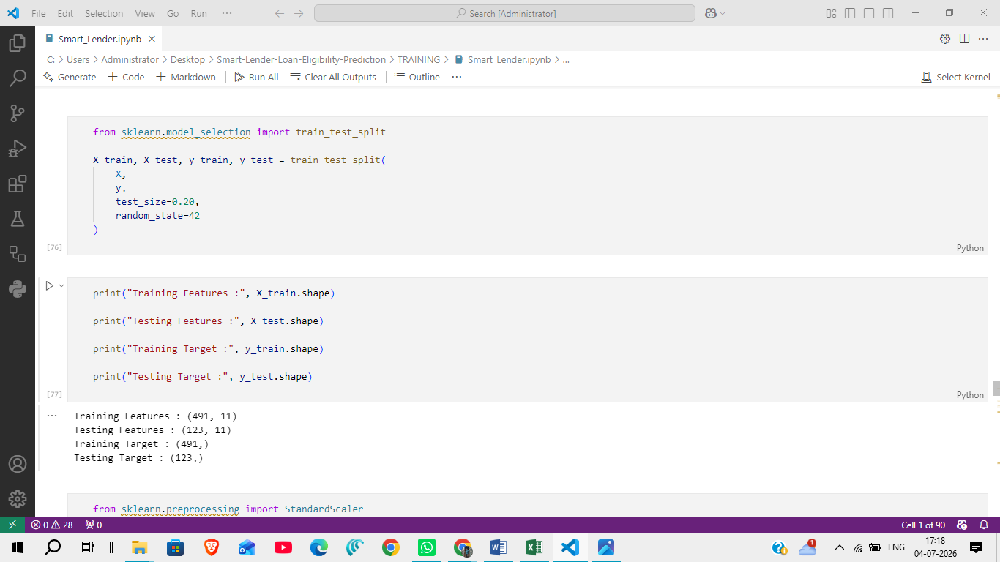 File Edit Selection View Go Run ··· Search [Administrator]
Smart_Lender.ipynb
C: > Users > Administrator > Desktop > Smart-Lender-Loan-Eligibility-Prediction > TRAINING > Smart_Lender.ipynb > ...
Generate + Code + Markdown Run All Clear All Outputs Outline ··· Select Kernel
from sklearn.model_selection import train_test_split
X_train, X_test, y_train, y_test = train_test_split(
X,
y,
test_size=0.20,
random_state=42
)
[76] Python
print("Training Features :", X_train.shape)
print("Testing Features :", X_test.shape)
print("Training Target :", y_train.shape)
print("Testing Target :", y_test.shape)
[77] Python
Training Features : (491, 11)
Testing Features : (123, 11)
Training Target : (491,)
Testing Target : (123,)
from sklearn.preprocessing import StandardScaler
0 28 0 Cell 1 of 90
1 ENG 17:18
04-07-2026